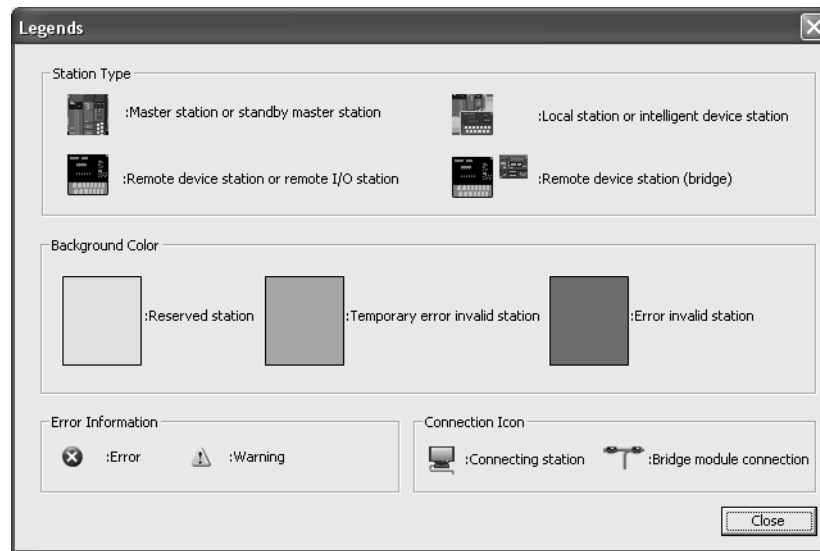 Legends
Station Type
:Master station or standby master station
:Local station or intelligent device station
:Remote device station or remote I/O station
:Remote device station (bridge)
Background Color
:Reserved station
:Temporary error invalid station
:Error invalid station
Error Information
:Error
:Warning
Connection Icon
:Connecting station
:Bridge module connection
Close